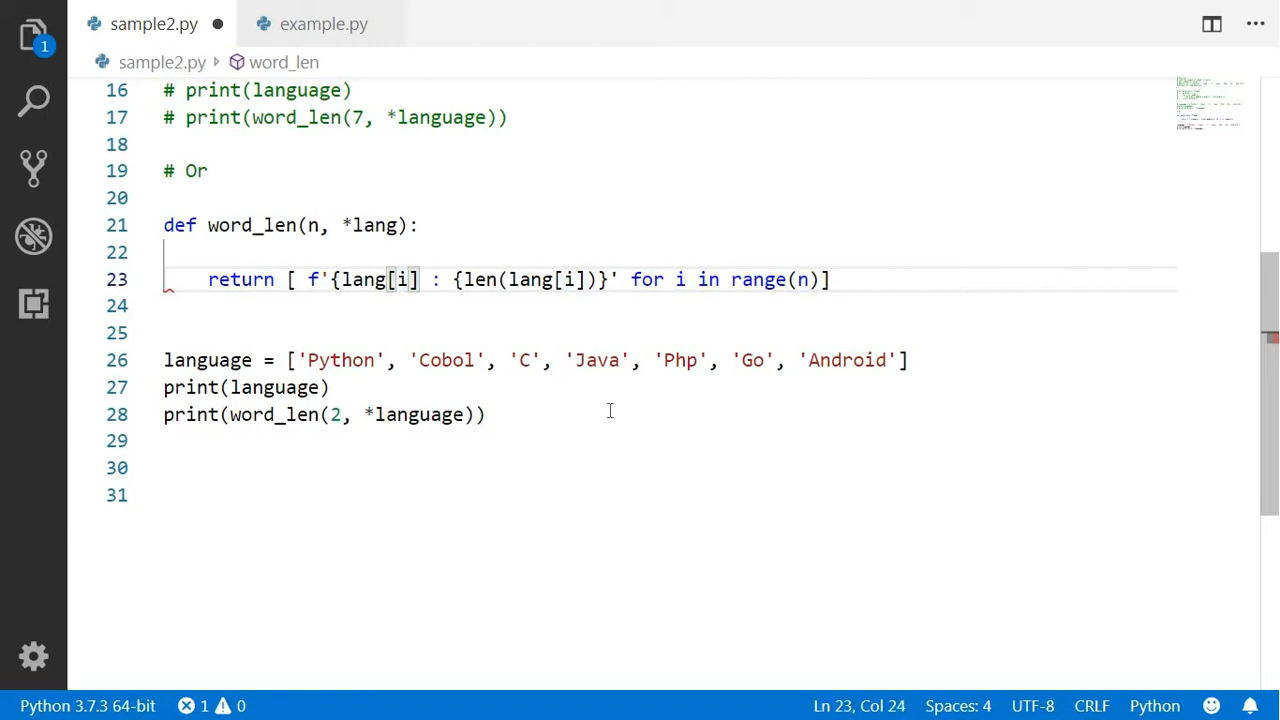 sample2.py ● example.py ···
1
sample2.py word_len
16 # print(language)
17 # print(word_len(7, *language))
18
19 # Or
20
21 def word_len(n, *lang):
22
23 return [ f'{lang[i] : {len(lang[i])}' for i in range(n)]
24
25
26 language = ['Python', 'Cobol', 'C', 'Java', 'Php', 'Go', 'Android']
27 print(language)
28 print(word_len(2, *language))
29
30
31
Python 3.7.3 64-bit 1 0 Ln 23, Col 24 Spaces: 4 UTF-8 CRLF Python